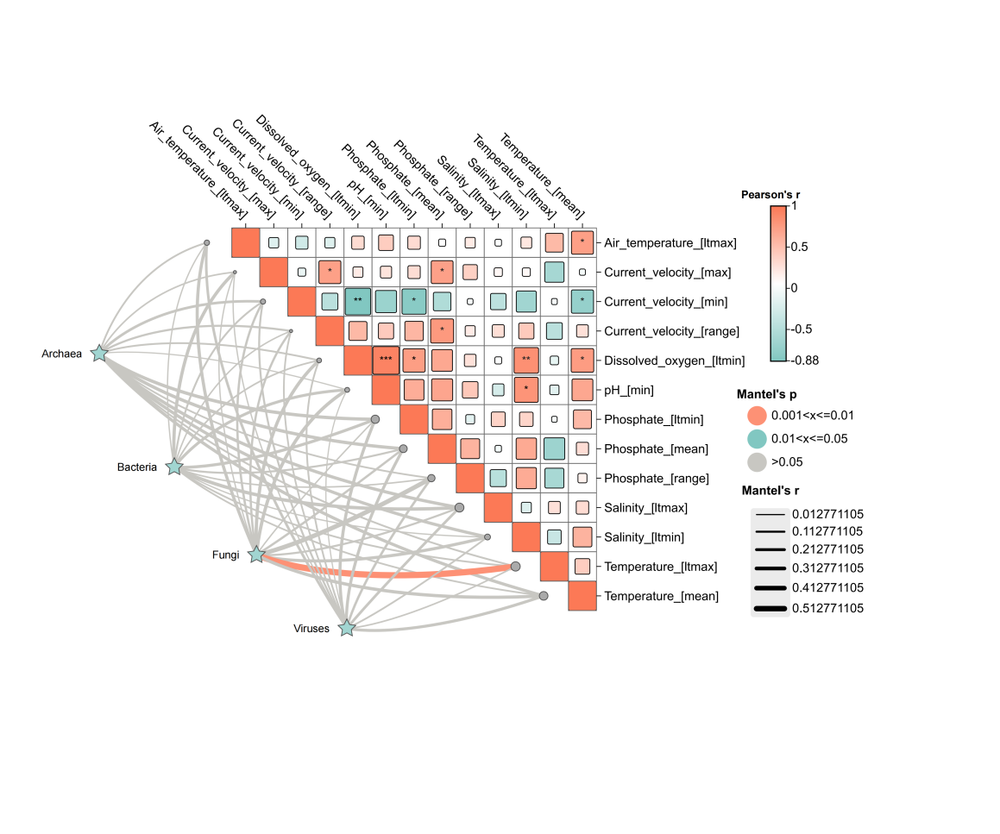 Air_temperature_[ltmax]
Current_velocity_[max]
Current_velocity_[min]
Current_velocity_[range]
Dissolved_oxygen_[ltmin]
pH_[min]
Phosphate_[ltmin]
Phosphate_[mean]
Phosphate_[range]
Salinity_[ltmax]
Salinity_[ltmin]
Temperature_[ltmax]
Temperature_[mean]
* Air_temperature_[ltmax]
* * Current_velocity_[max]
** * * Current_velocity_[min]
* Current_velocity_[range]
*** * ** * Dissolved_oxygen_[ltmin]
* pH_[min]
Phosphate_[ltmin]
Phosphate_[mean]
Phosphate_[range]
Salinity_[ltmax]
Salinity_[ltmin]
Temperature_[ltmax]
Temperature_[mean]
Archaea
Bacteria
Fungi
Viruses
Pearson's r
1
0.5
0
-0.5
-0.88
Mantel's p
0.001<x<=0.01
0.01<x<=0.05
>0.05
Mantel's r
0.012771105
0.112771105
0.212771105
0.312771105
0.412771105
0.512771105